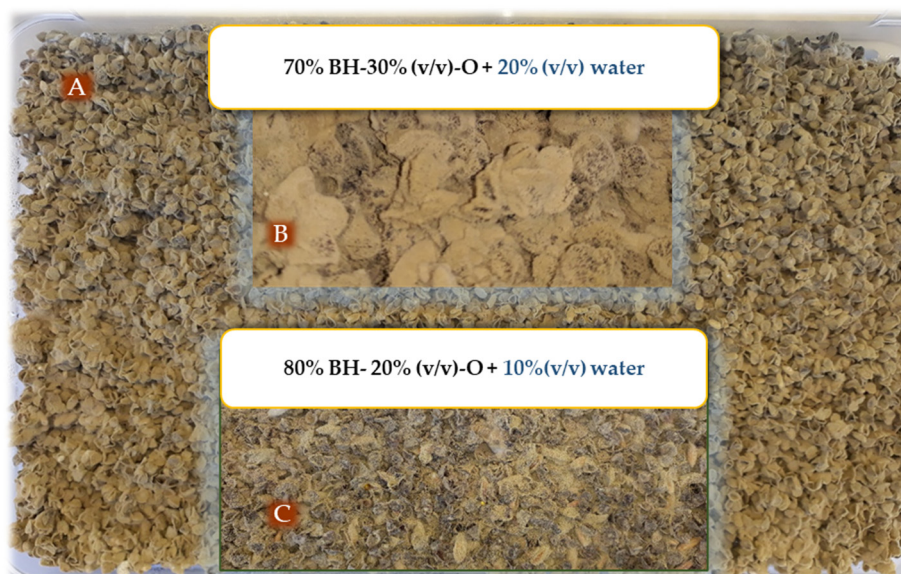 A
70% BH-30% (v/v)-O + 20% (v/v) water
B
80% BH- 20% (v/v)-O + 10%(v/v) water
C